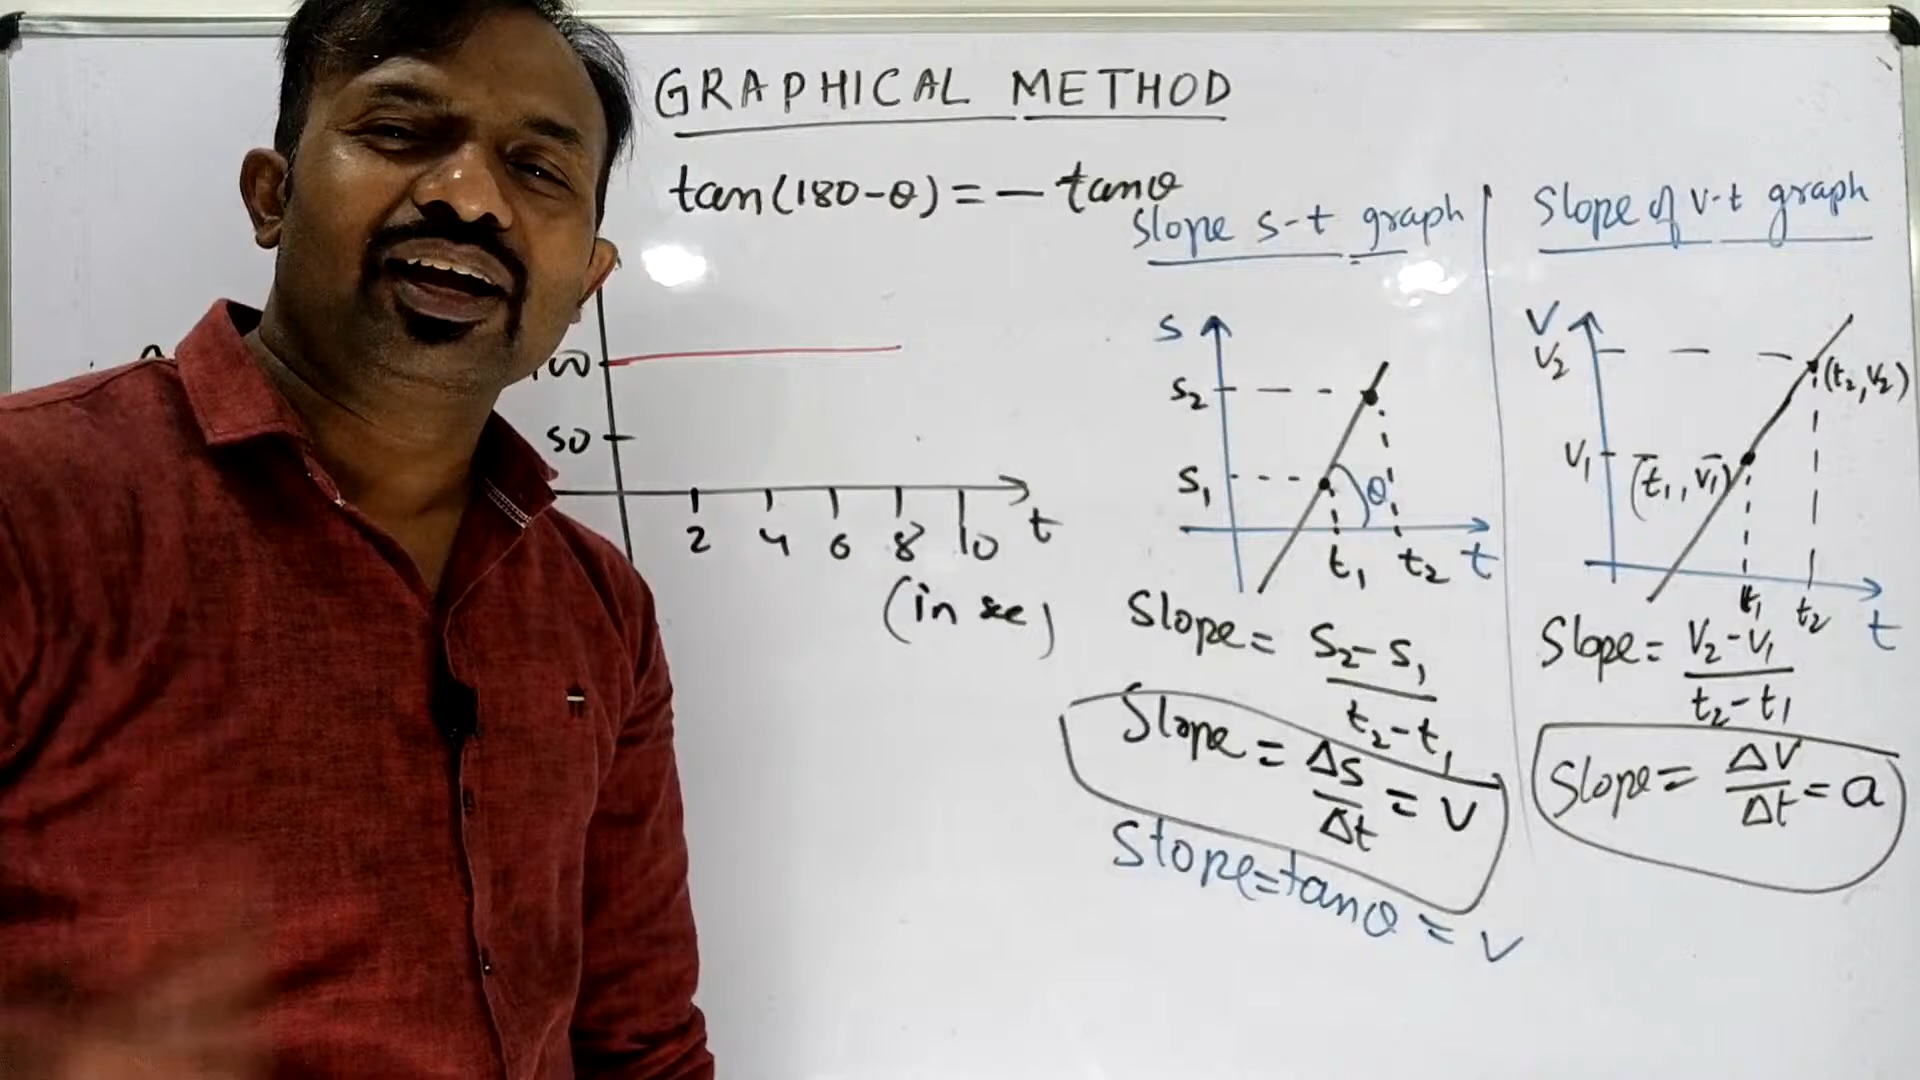 GRAPHICAL METHOD
tan(180-θ) = - tanθ
100
50
2 4 6 8 10 t
(in sec)
Slope s-t graph
s
s₂
s₁
θ
t₁ t₂ t
Slope = s₂-s₁
t₂-t₁
Slope = Δs
Δt
= v
Slope=tanθ = v
Slope of v-t graph
v
v₂
(t₂, v₂)
v₁
(t₁, v₁)
t₁ t₂ t
Slope = v₂-v₁
t₂-t₁
Slope = Δv
Δt
= a